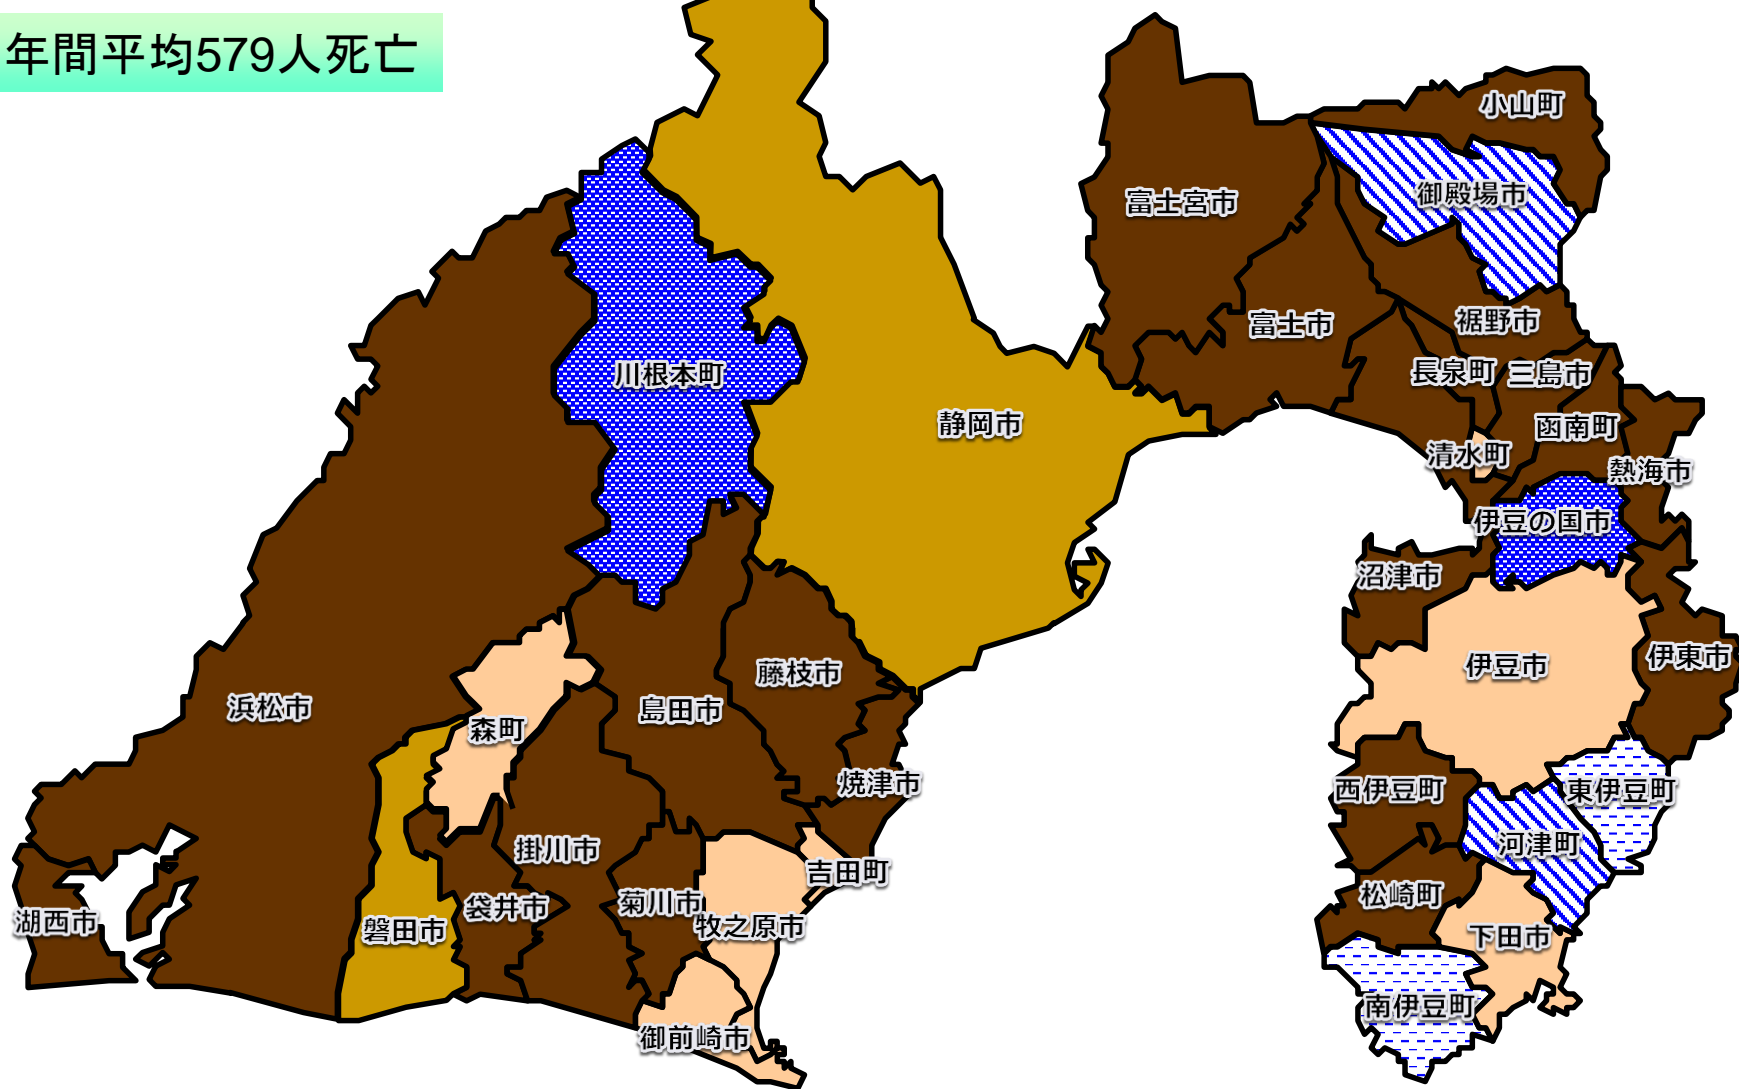 年間平均579人死亡
小山町
御殿場市
富士宮市
富士市
裾野市
川根本町
長泉町
三島市
静岡市
函南町
清水町
熱海市
伊豆の国市
沼津市
藤枝市
伊豆市
伊東市
浜松市
島田市
森町
焼津市
西伊豆町
東伊豆町
掛川市
河津町
吉田町
袋井市
菊川市
松崎町
湖西市
磐田市
牧之原市
下田市
南伊豆町
御前崎市